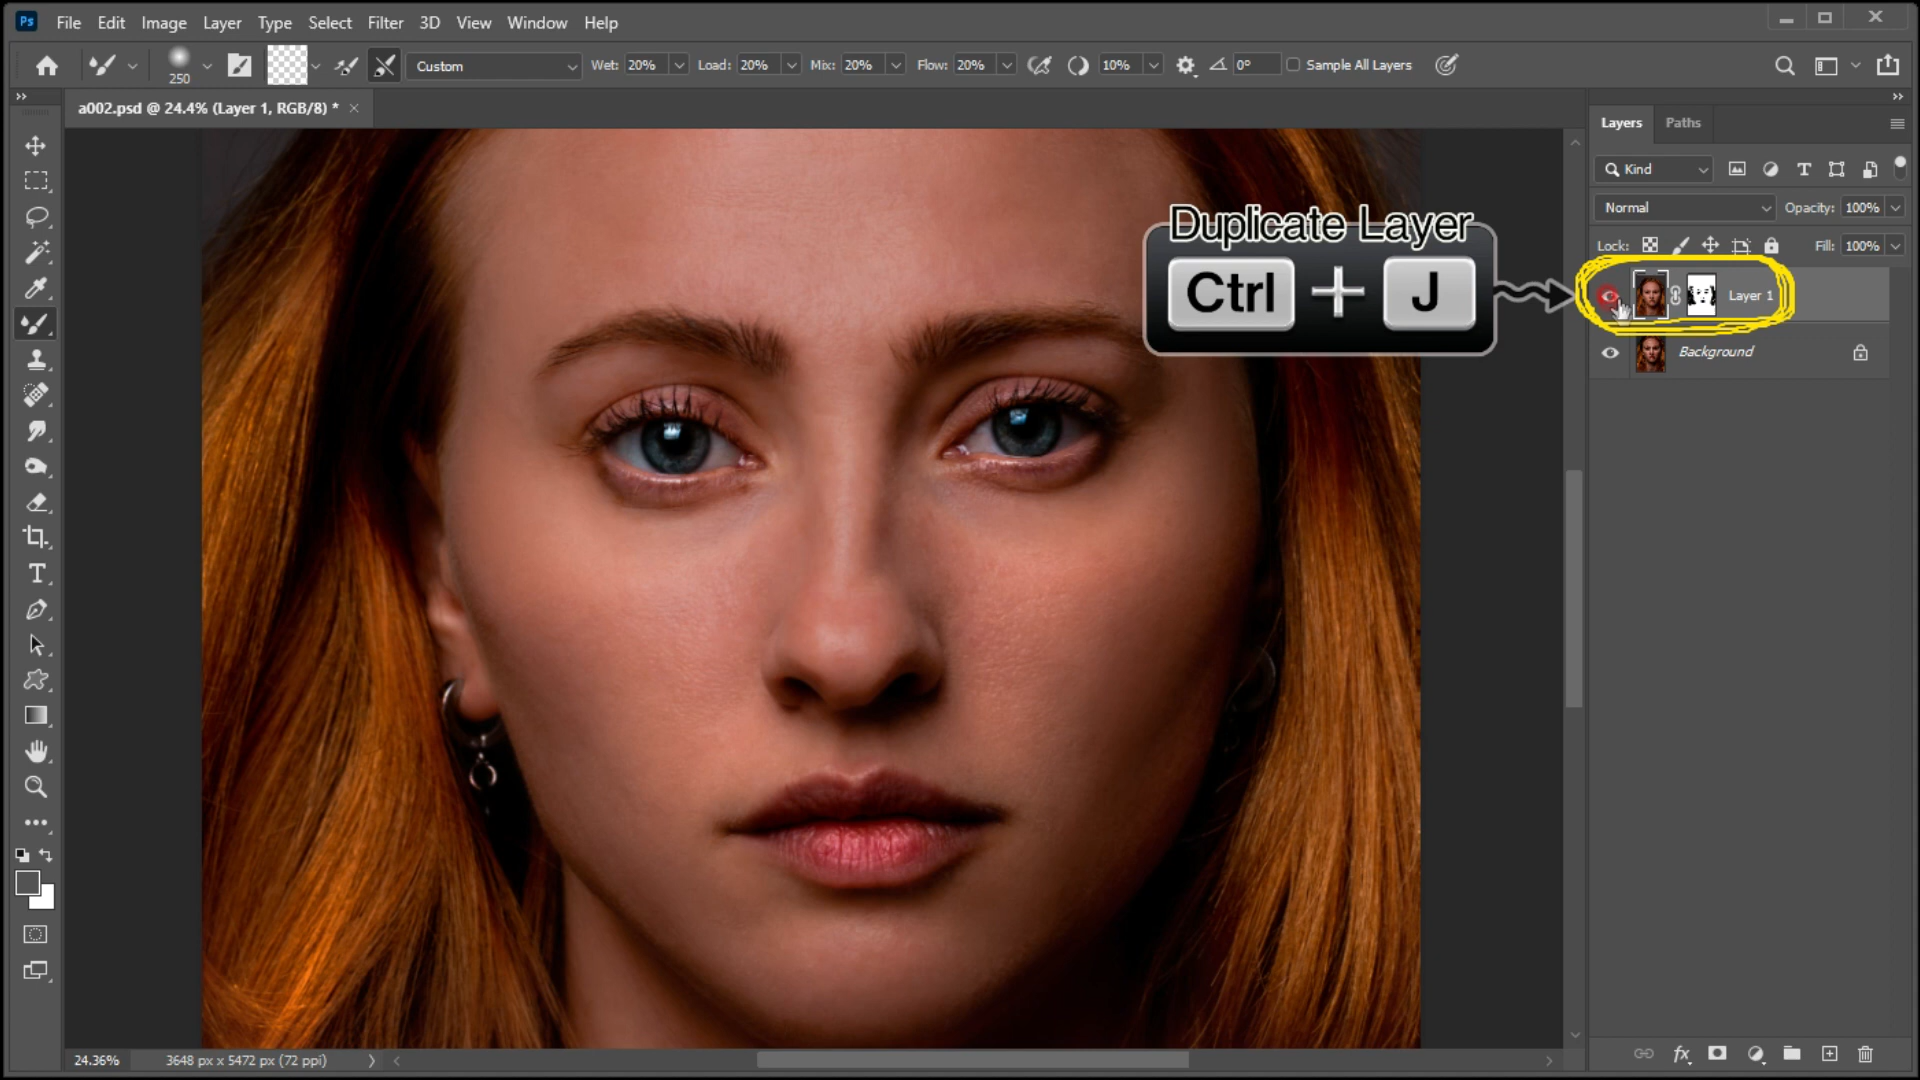 Ps File Edit Image Layer Type Select Filter 3D View Window Help
250 Custom Wet: 20% Load: 20% Mix: 20% Flow: 20% 10% 0° Sample All Layers
a002.psd @ 24.4% (Layer 1, RGB/8) *
Layers Paths
Kind
Normal Opacity: 100%
Lock: Fill: 100%
Duplicate Layer
Ctrl + J
Layer 1
Background
24.36% 3648 px x 5472 px (72 ppi)